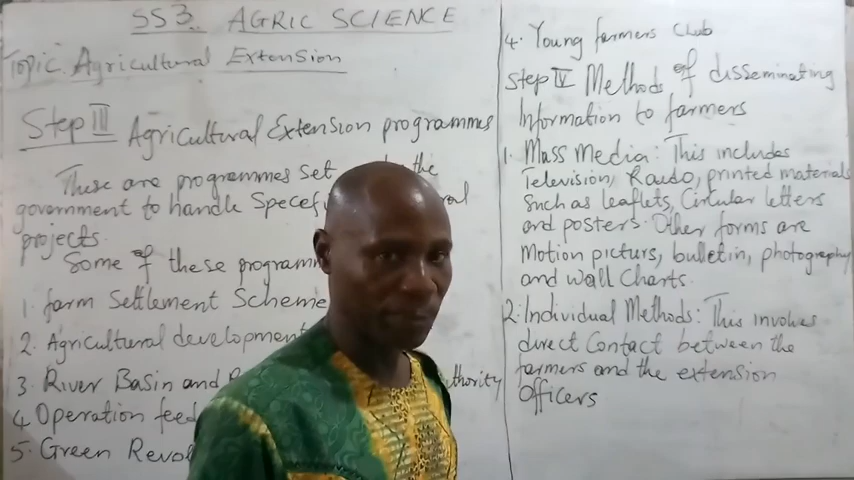 SS3. AGRIC SCIENCE
Topic. Agricultural Extension
Step III Agricultural Extension programmes
These are programmes set the
government to handle
projects.
Some of these
1. farm Settlement Scheme
2. Agricultural development
3. River Basin and thority
4 Operation feed
5. Green
4. Young farmers Club
Step IV Methods of disseminating
Information to farmers
1. Mass Media: This includes
Television, Raido, printed materials
Such as leaflets, Circular letters
and posters. Other forms are
Motion picturs, bulletin, photography
and Wall Charts.
2. Individual Methods: This involves
direct Contact between the
farmers and the extension
Officers